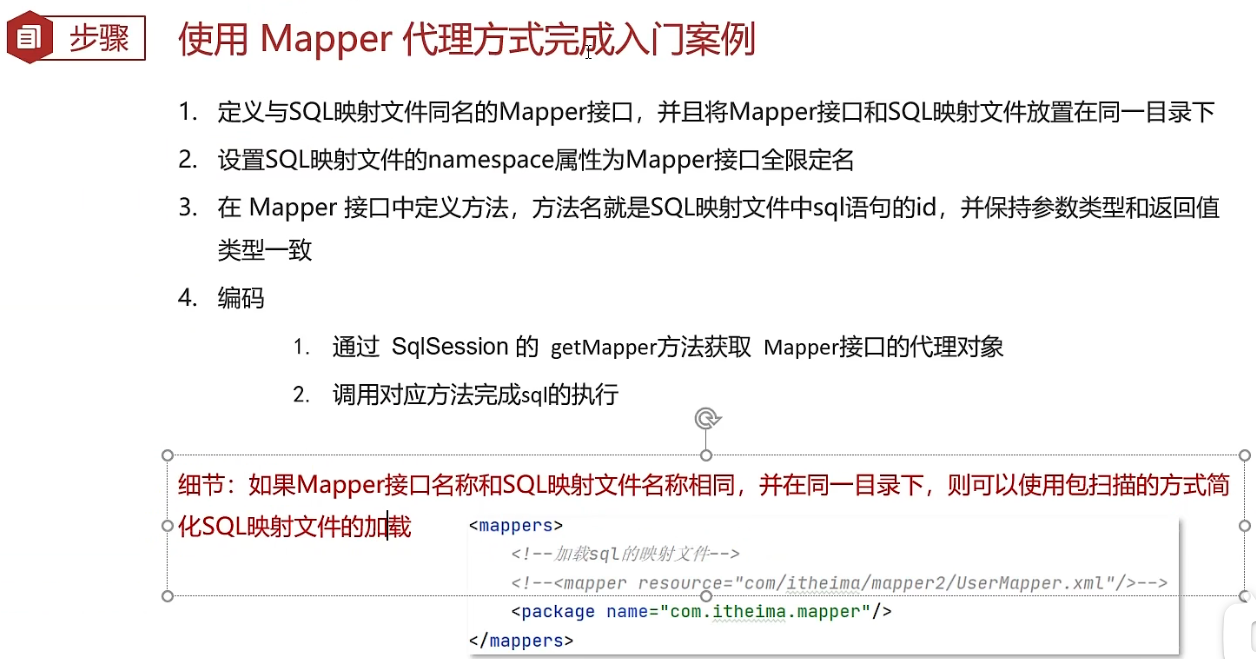 步骤
使用 Mapper 代理方式完成入门案例
1. 定义与SQL映射文件同名的Mapper接口，并且将Mapper接口和SQL映射文件放置在同一目录下
2. 设置SQL映射文件的namespace属性为Mapper接口全限定名
3. 在 Mapper 接口中定义方法，方法名就是SQL映射文件中sql语句的id，并保持参数类型和返回值
类型一致
4. 编码
1. 通过 SqlSession 的 getMapper方法获取 Mapper接口的代理对象
2. 调用对应方法完成sql的执行
细节：如果Mapper接口名称和SQL映射文件名称相同，并在同一目录下，则可以使用包扫描的方式简
化SQL映射文件的加载
<mappers>
<!--加载sql的映射文件-->
<!--<mapper resource="com/itheima/mapper2/UserMapper.xml"/>-->
<package name="com.itheima.mapper"/>
</mappers>